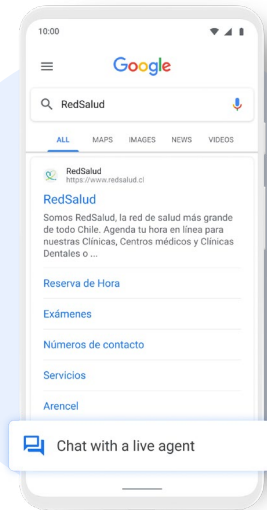 10:00
Google
RedSalud
ALL MAPS IMAGES NEWS VIDEOS
RedSalud
https://www.redsalud.cl
RedSalud
Somos RedSalud, la red de salud más grande
de todo Chile. Agenda tu hora en línea para
nuestras Clínicas, Centros médicos y Clínicas
Dentales o ...
Reserva de Hora
Exámenes
Números de contacto
Servicios
Arencel
Chat with a live agent